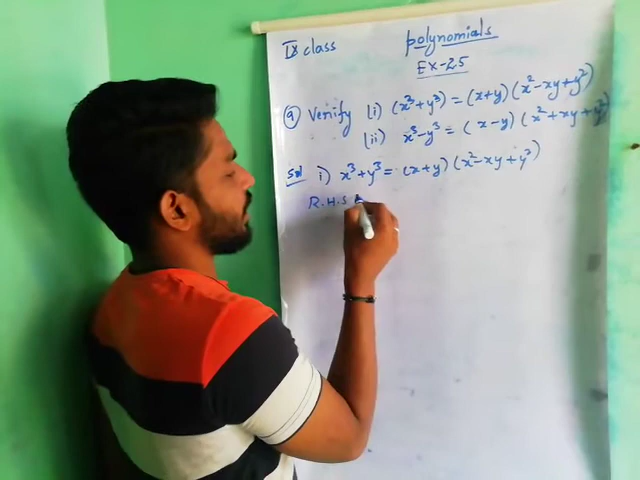 IX class
polynomials
EX-2.5
9) Verify (i) (x³+y³) = (x+y) (x²-xy+y²)
(ii) x³-y³ = (x-y) (x²+xy+y²)
Sol i) x³+y³ = (x+y) (x²-xy+y²)
R.H.S